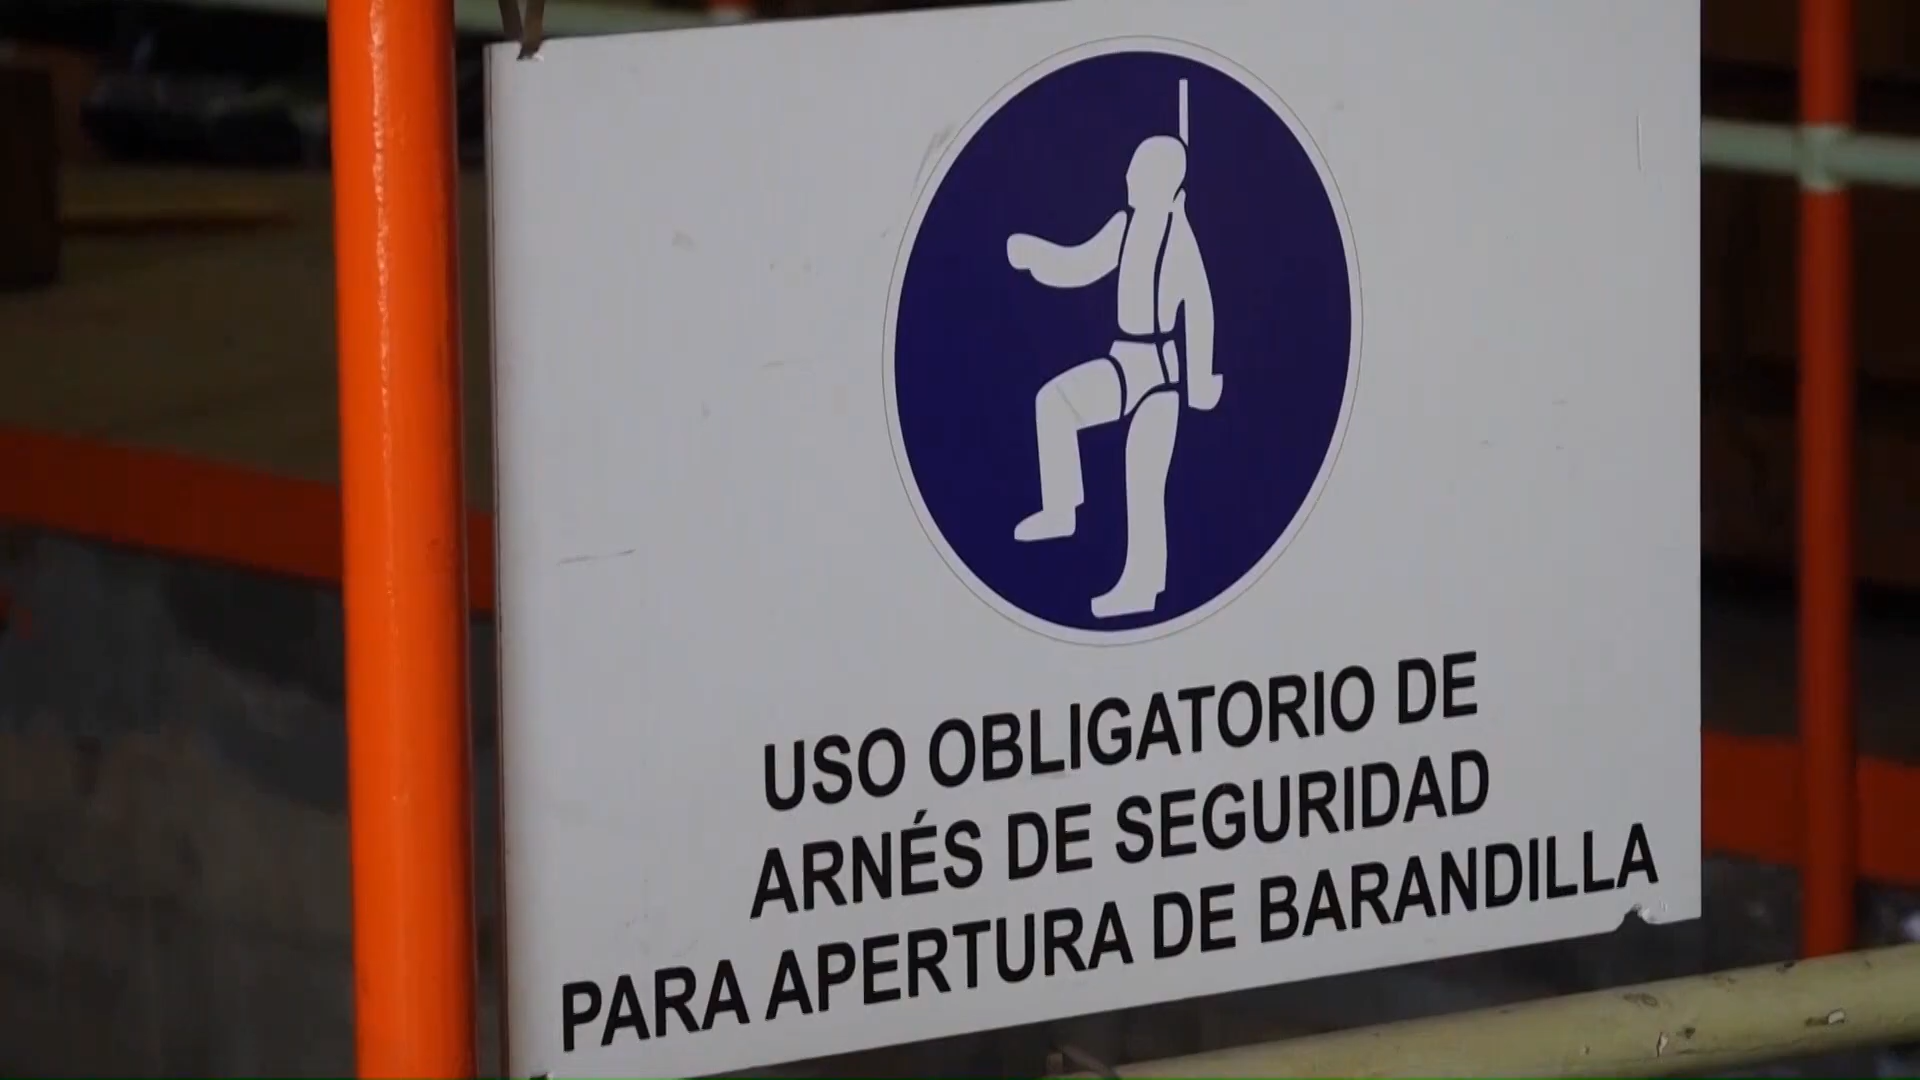 USO OBLIGATORIO DE
ARNÉS DE SEGURIDAD
PARA APERTURA DE BARANDILLA